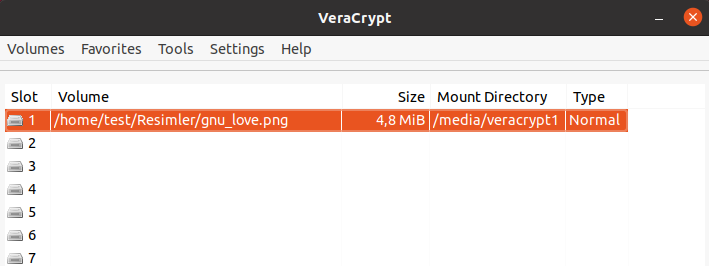 VeraCrypt
Volumes Favorites Tools Settings Help
Slot Volume Size Mount Directory Type
1 /home/test/Resimler/gnu_love.png 4,8 MiB /media/veracrypt1 Normal
2
3
4
5
6
7